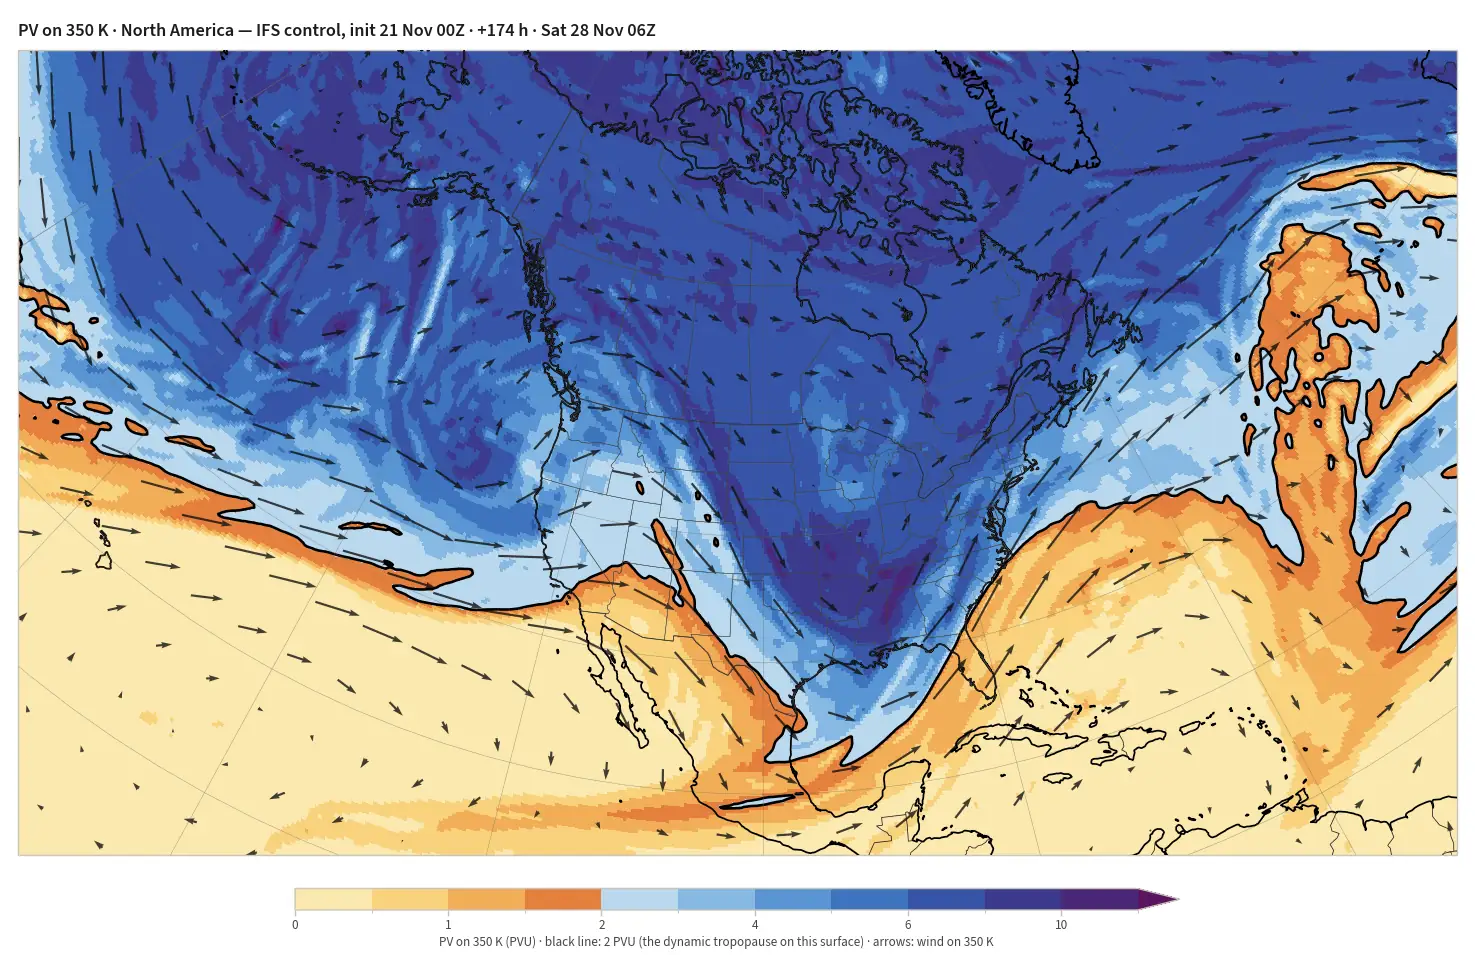 PV on 350 K · North America — IFS control, init 21 Nov 00Z · +174 h · Sat 28 Nov 06Z
0 1 2 4 6 10
PV on 350 K (PVU) · black line: 2 PVU (the dynamic tropopause on this surface) · arrows: wind on 350 K